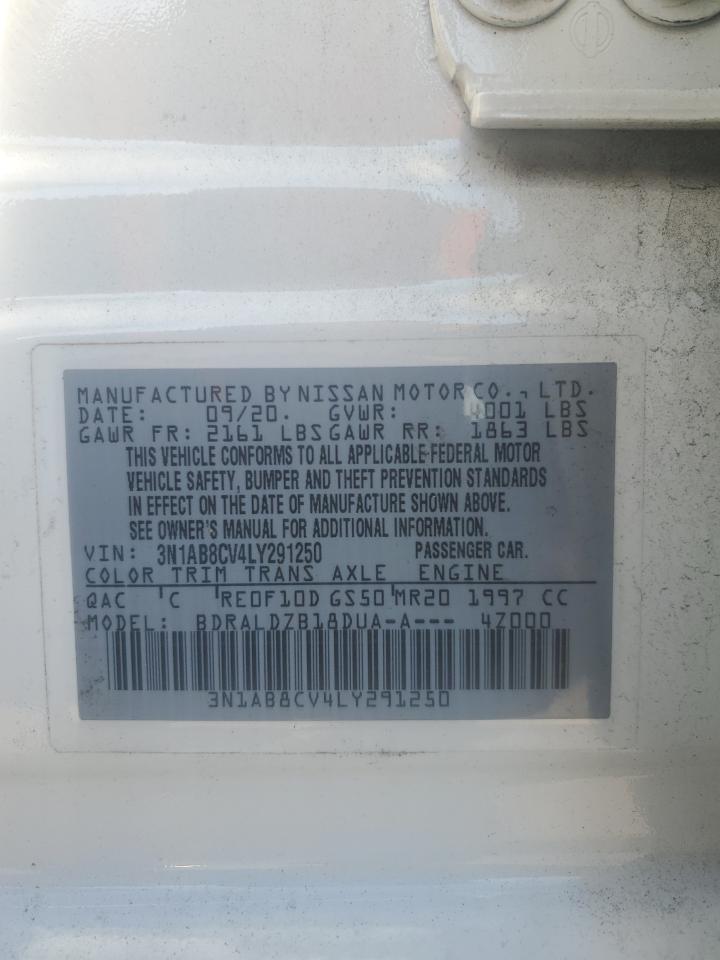 MANUFACTURED BY NISSAN MOTOR CO., LTD.
DATE: 09/20. GVWR: 4001 LBS
GAWR FR: 2161 LBS GAWR RR: 1863 LBS
THIS VEHICLE CONFORMS TO ALL APPLICABLE FEDERAL MOTOR
VEHICLE SAFETY, BUMPER AND THEFT PREVENTION STANDARDS
IN EFFECT ON THE DATE OF MANUFACTURE SHOWN ABOVE.
SEE OWNER'S MANUAL FOR ADDITIONAL INFORMATION.
VIN: 3N1AB8CV4LY291250 PASSENGER CAR.
COLOR TRIM TRANS AXLE ENGINE
QAC 'C 'RE0F10D GS50'MR20 1997 CC
MODEL: BDRALDZB18DUA-A--- 4Z000
3N1AB8CV4LY291250